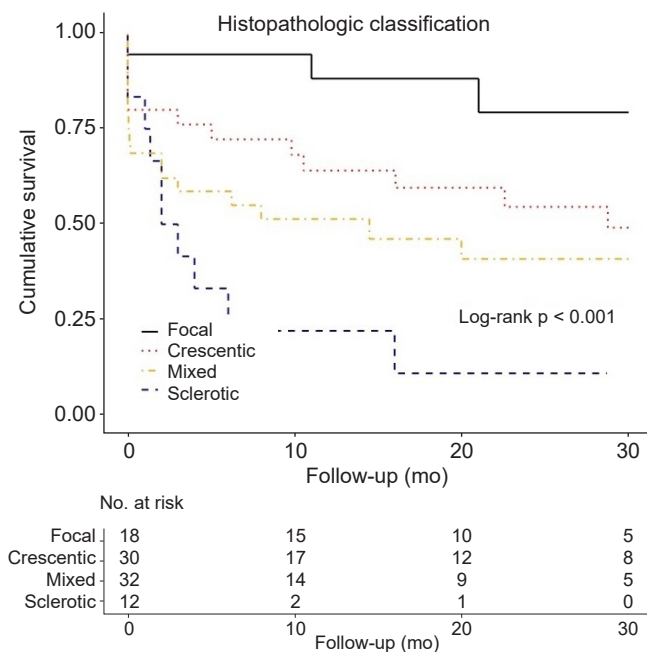 Histopathologic classification
1.00
0.75
0.50
0.25
0.00
Cumulative survival
Log-rank p < 0.001
Focal
Crescentic
Mixed
Sclerotic
0 10 20 30
Follow-up (mo)
No. at risk
Focal 18 15 10 5
Crescentic 30 17 12 8
Mixed 32 14 9 5
Sclerotic 12 2 1 0
0 10 20 30
Follow-up (mo)